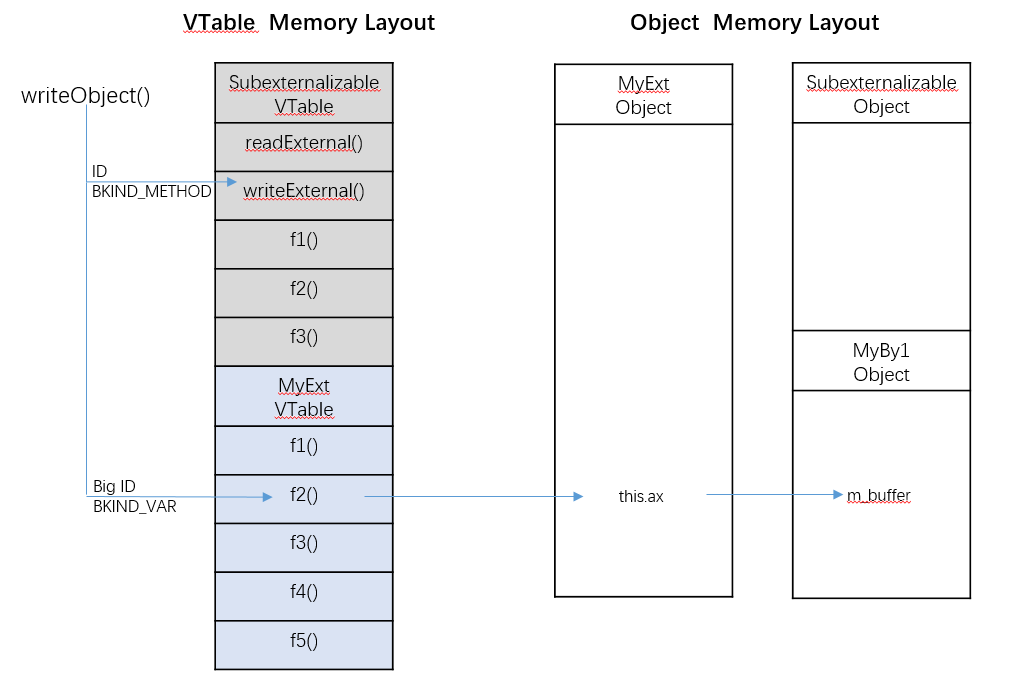 VTable Memory Layout
Object Memory Layout
writeObject()
ID
BKIND_METHOD
Big ID
BKIND_VAR
Subexternalizable
VTable
readExternal()
writeExternal()
f1()
f2()
f3()
MyExt
VTable
f1()
f2()
f3()
f4()
f5()
MyExt
Object
this.ax
Subexternalizable
Object
MyBy1
Object
m_buffer